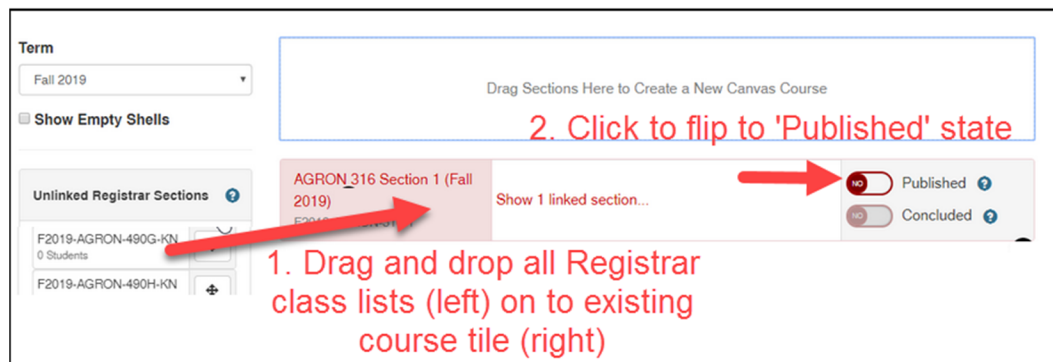 Term
Fall 2019
Show Empty Shells
Unlinked Registrar Sections
F2019-AGRON-490G-KN
0 Students
F2019-AGRON-490H-KN
Drag Sections Here to Create a New Canvas Course
2. Click to flip to 'Published' state
AGRON 316 Section 1 (Fall
2019)
Show 1 linked section...
NO Published
NO Concluded
1. Drag and drop all Registrar
class lists (left) on to existing
course tile (right)